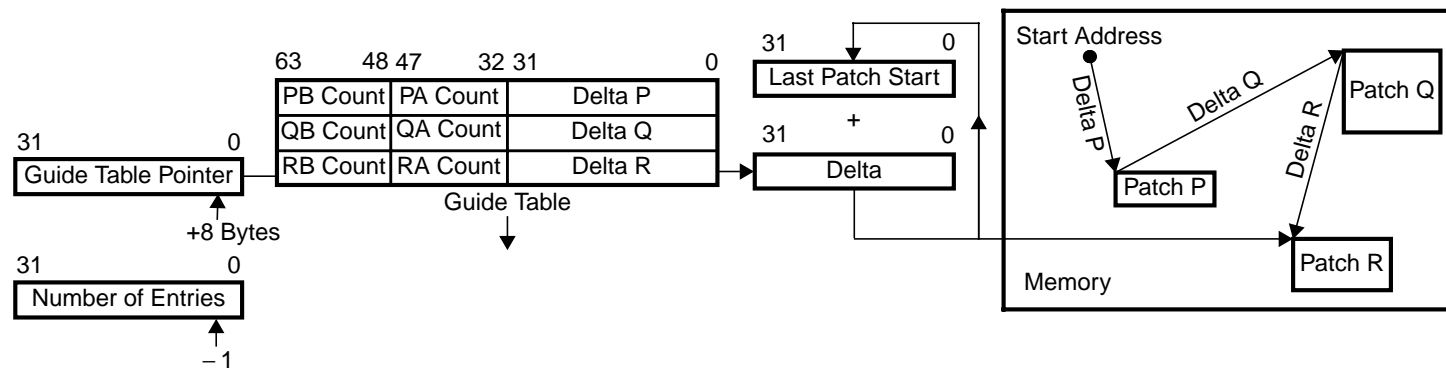 31 0
Guide Table Pointer
+8 Bytes
31 0
Number of Entries
– 1
63 48 47 32 31 0
PB Count PA Count Delta P
QB Count QA Count Delta Q
RB Count RA Count Delta R
Guide Table
31 0
Last Patch Start
+
31 0
Delta
Start Address
Delta P
Delta Q
Delta R
Patch Q
Patch P
Patch R
Memory